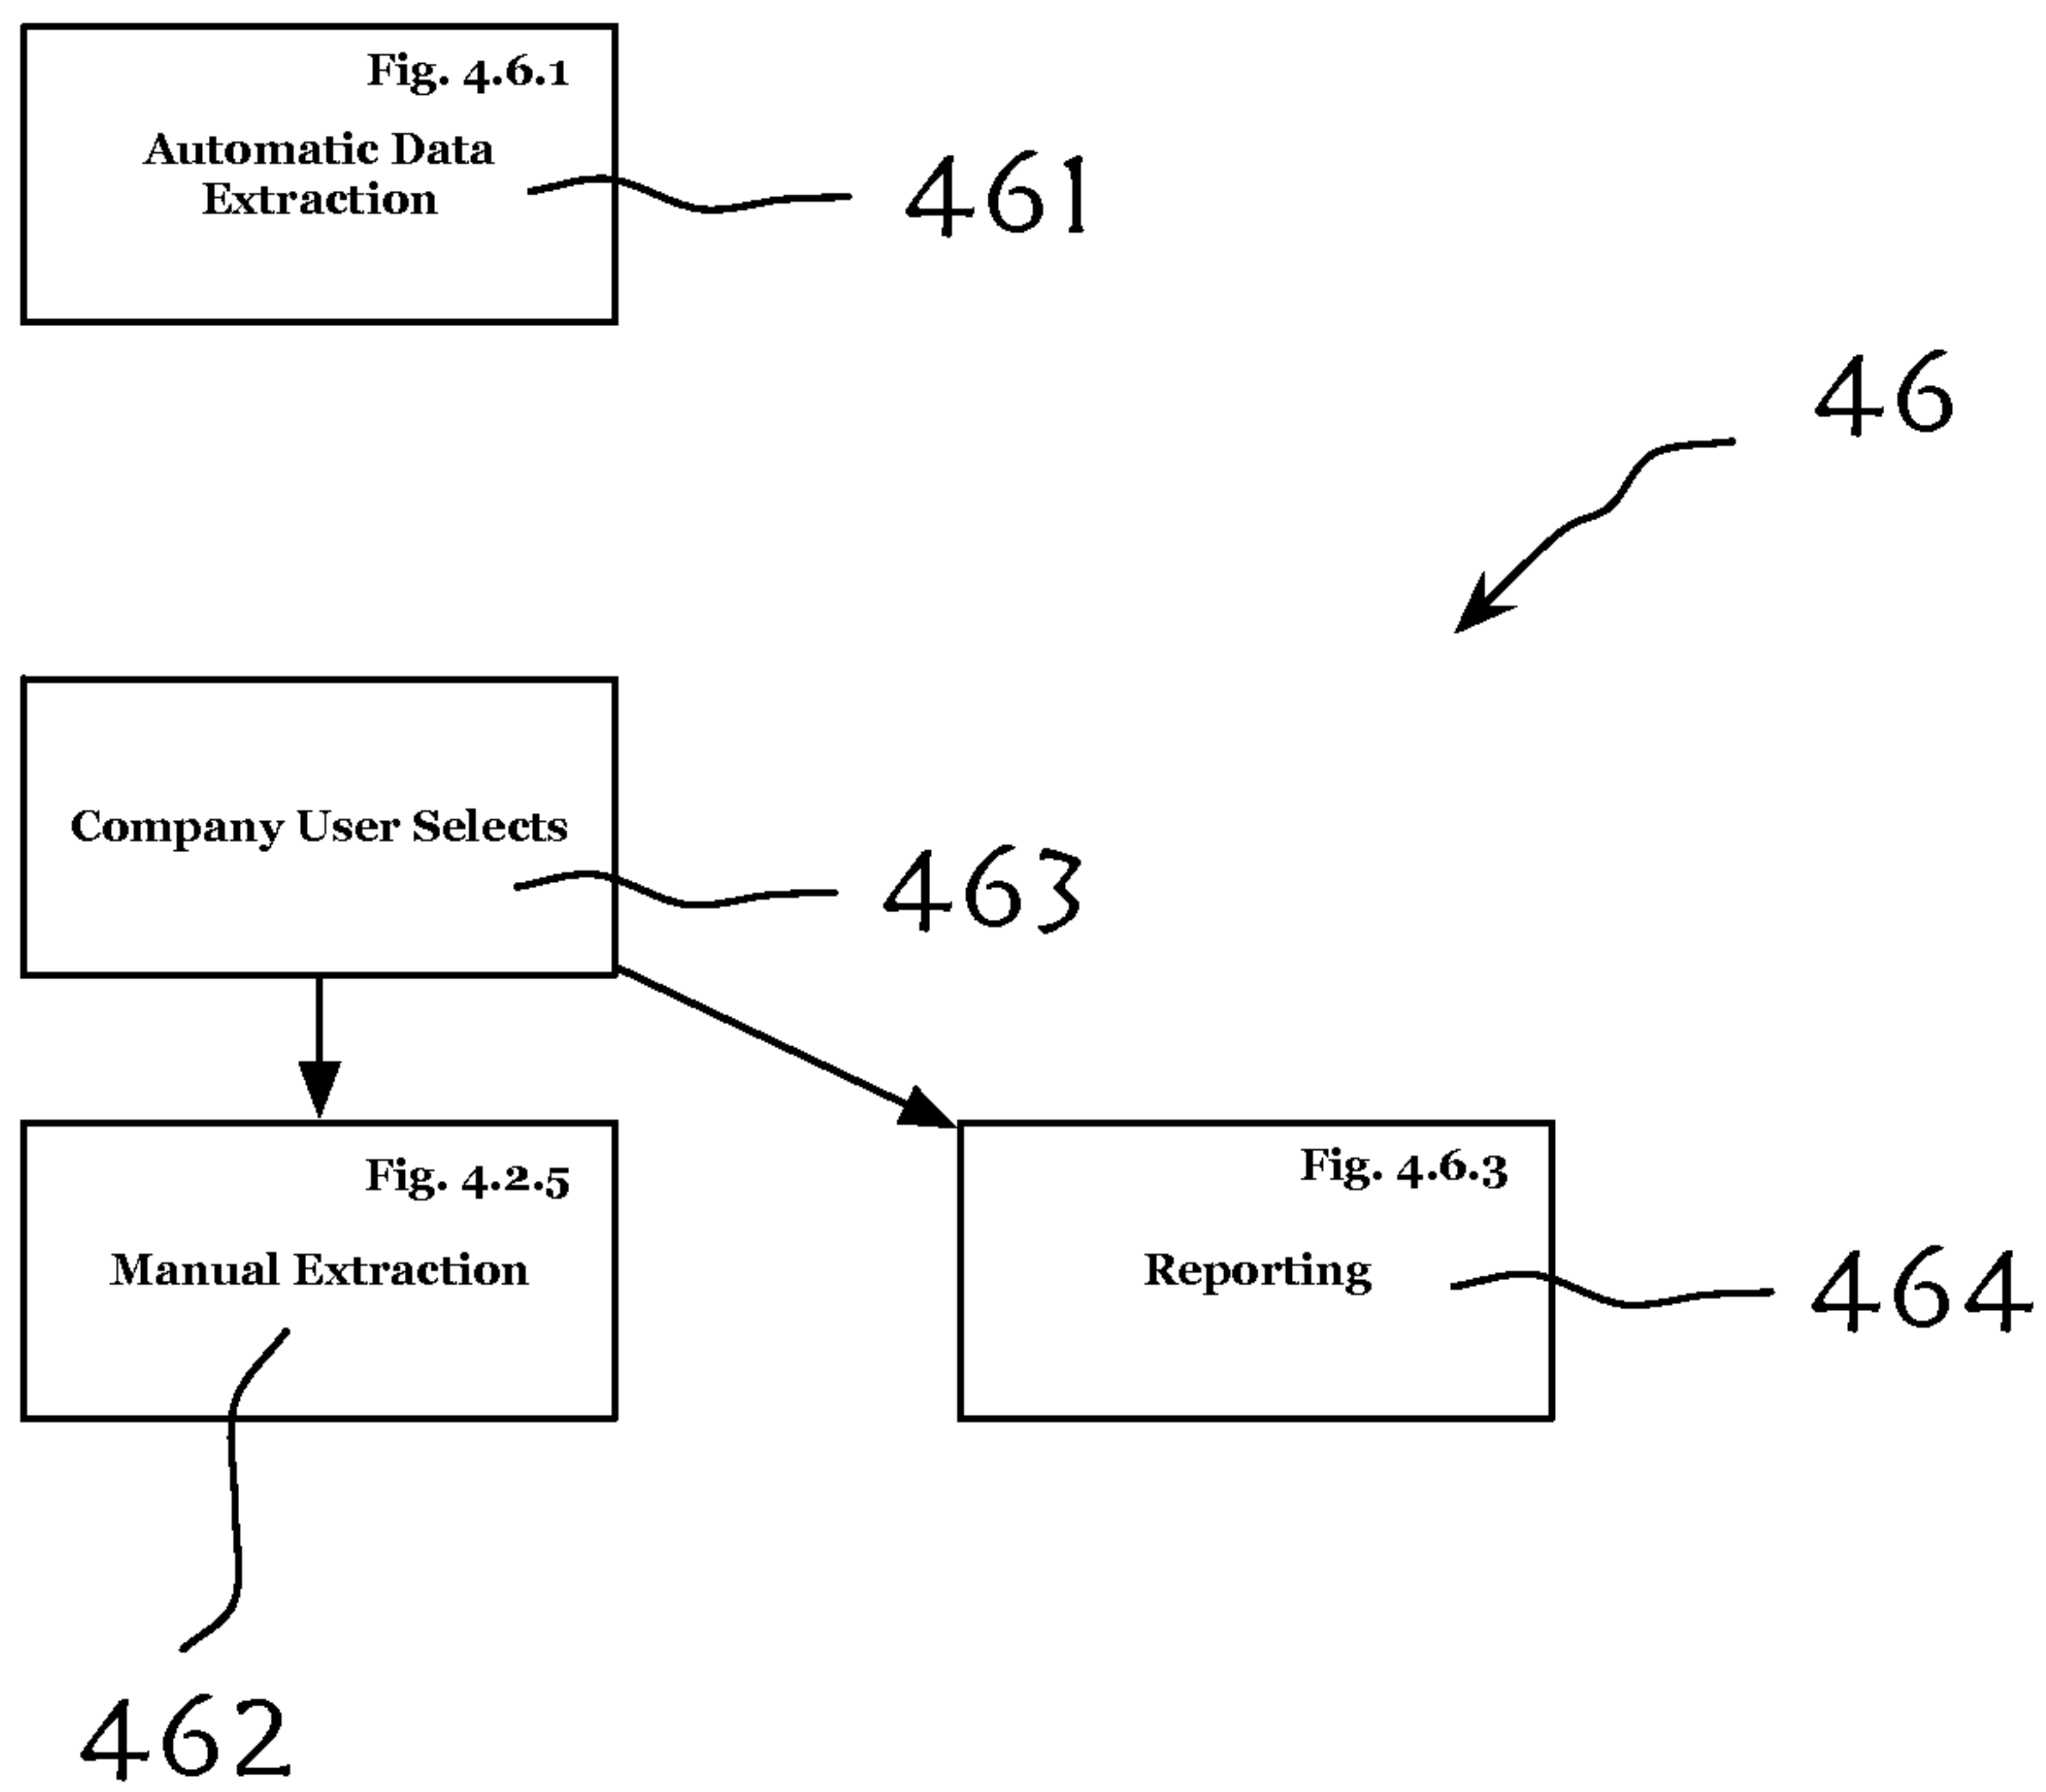 Fig. 4.6.1
Automatic Data
Extraction
461
46
Company User Selects
463
Fig. 4.2.5
Manual Extraction
Fig. 4.6.3
Reporting
464
462